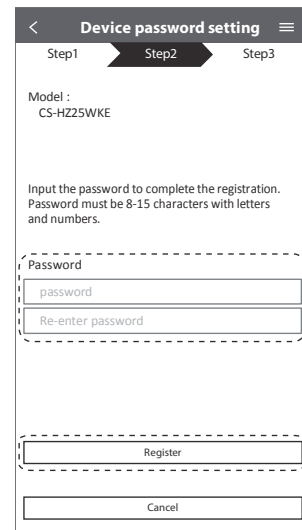 Device password setting
Step1 Step2 Step3
Model :
CS-HZ25WKE
Input the password to complete the registration.
Password must be 8-15 characters with letters
and numbers.
Password
password
Re-enter password
Register
Cancel